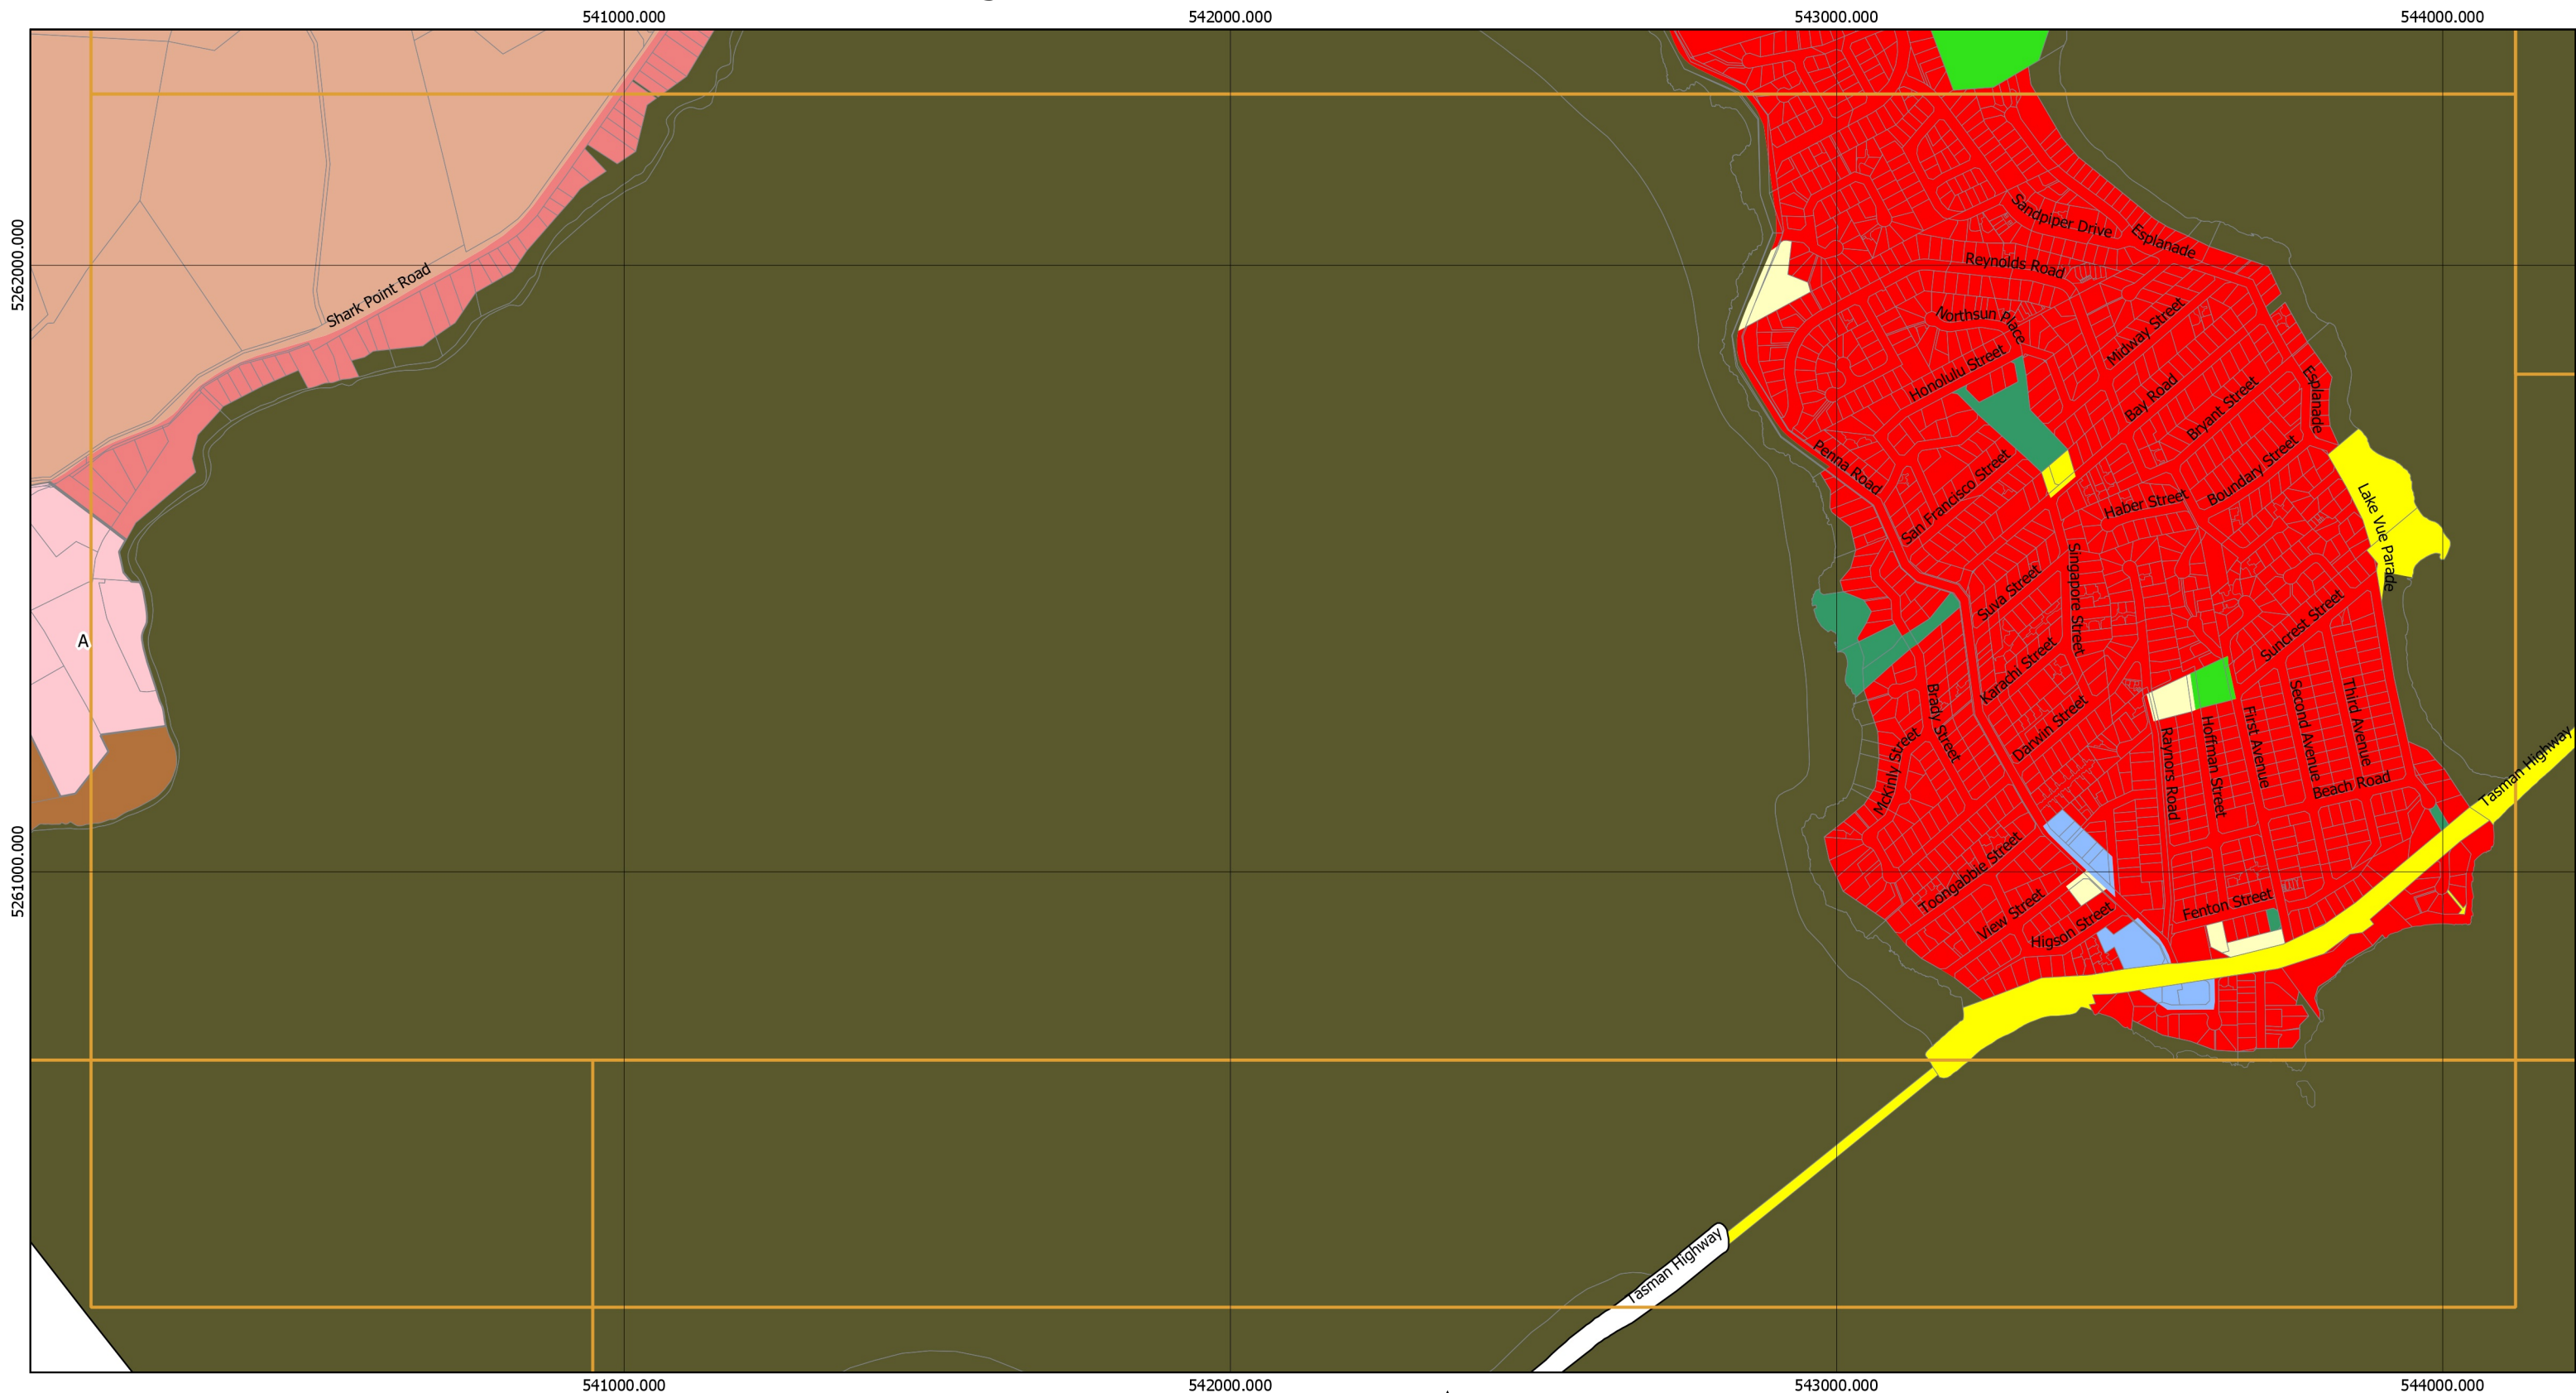 541000.000
542000.000
543000.000
544000.000
5262000.000
5261000.000
Shark Point Road
A
Sandpiper Drive
Esplanade
Reynolds Road
Northsun Place
Midway Street
Honolulu Street
Bay Road
Bryant Street
Esplanade
Penna Road
San Francisco Street
Haber Street
Boundary Street
Lake Vue Parade
Suva Street
Singapore Street
Suncrest Street
Karachi Street
Brady Street
Darwin Street
McKinly Street
Raynors Road
Hoffman Street
First Avenue
Second Avenue
Third Avenue
Beach Road
Tasman Highway
Toongabbie Street
View Street
Higson Street
Fenton Street
Tasman Highway
541000.000
542000.000
543000.000
544000.000